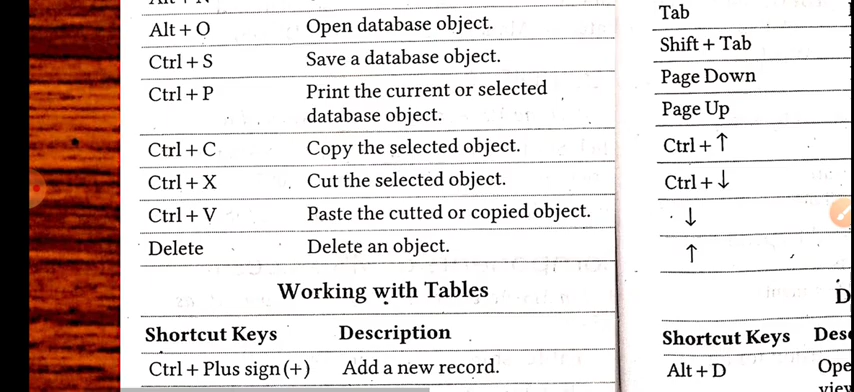 Alt + O Open database object.
Ctrl + S Save a database object.
Ctrl + P Print the current or selected
database object.
Ctrl + C Copy the selected object.
Ctrl + X Cut the selected object.
Ctrl + V Paste the cutted or copied object.
Delete Delete an object.
Working with Tables
Shortcut Keys Description
Ctrl + Plus sign (+) Add a new record.
Tab
Shift + Tab
Page Down
Page Up
Ctrl + ↑
Ctrl + ↓
↓
↑
D
Shortcut Keys Des
Alt + D Ope
view